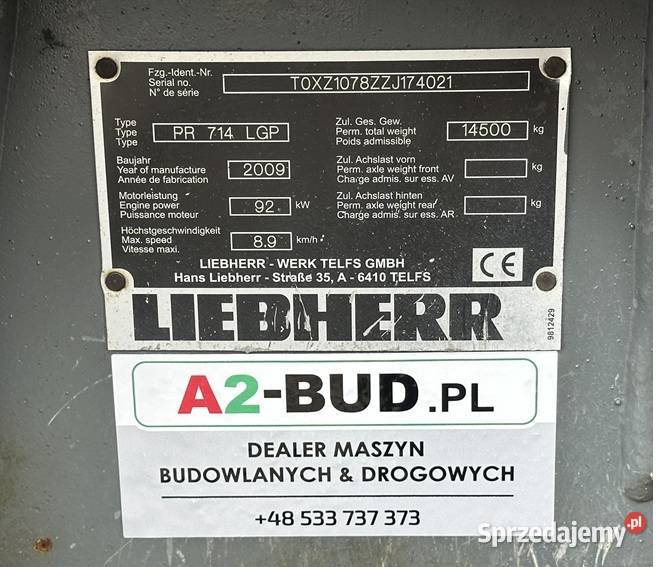 Fzg.-Ident.-Nr.
Serial no.
N° de série
T0XZ1078ZZJ174021
Type
Type
Type
PR 714 LGP
Zul. Ges. Gew.
Perm. total weight
Poids admissible
14500 kg
Baujahr
Year of manufacture
Année de fabrication
2009
Zul. Achslast vorn
Perm. axle weight front
Charge admis. sur ess. AV
kg
Motorleistung
Engine power
Puissance moteur
92 kW
Zul. Achslast hinten
Perm. axle weight rear
Charge admis. sur ess. AR
kg
Höchstgeschwindigkeit
Max. speed
Vitesse maxi.
8.9 km/h
LIEBHERR - WERK TELFS GMBH
Hans Liebherr - Straße 35, A - 6410 TELFS
CE
LIEBHERR
9812429
A2-BUD.PL
DEALER MASZYN
BUDOWLANYCH & DROGOWYCH
+48 533 737 373
Sprzedajemy.pl